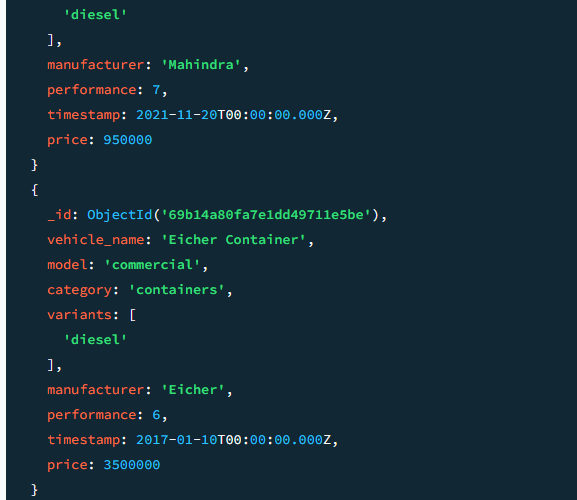 'diesel'
],
manufacturer: 'Mahindra',
performance: 7,
timestamp: 2021-11-20T00:00:00.000Z,
price: 950000
}
{
_id: ObjectId('69b14a80fa7e1dd49711e5be'),
vehicle_name: 'Eicher Container',
model: 'commercial',
category: 'containers',
variants: [
'diesel'
],
manufacturer: 'Eicher',
performance: 6,
timestamp: 2017-01-10T00:00:00.000Z,
price: 3500000
}